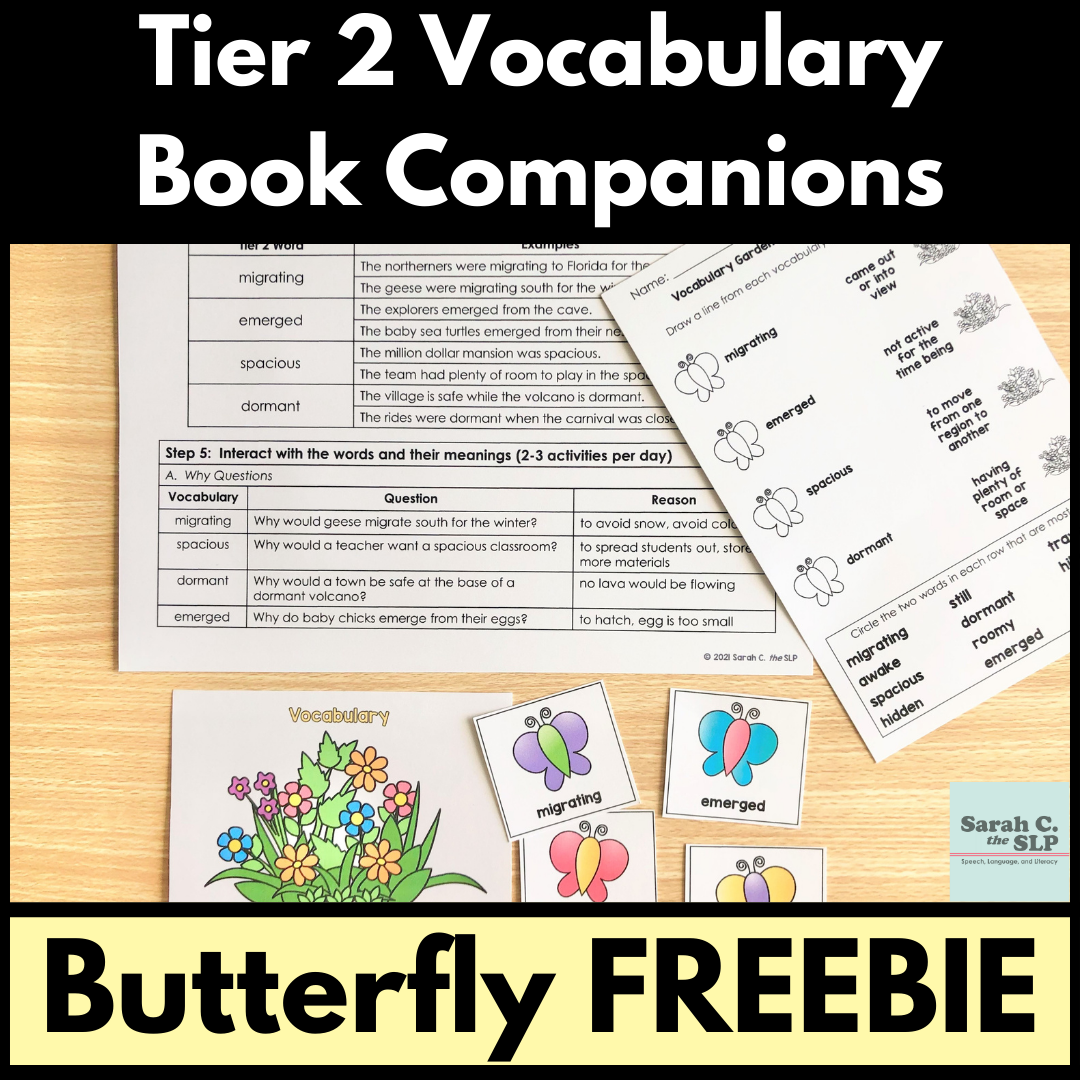 Tier 2 Vocabulary
Book Companions
Tier 2 Word
Examples
migrating
The northerners were migrating to Florida for the
The geese were migrating south for the
emerged
The explorers emerged from the cave.
The baby sea turtles emerged from their
spacious
The million dollar mansion was spacious.
The team had plenty of room to play in the
dormant
The village is safe while the volcano is dormant.
The rides were dormant when the carnival was
Step 5: Interact with the words and their meanings (2-3 activities per day)
A. Why Questions
Vocabulary
Question
Reason
migrating
Why would geese migrate south for the winter?
to avoid snow, avoid
spacious
Why would a teacher want a spacious classroom?
to spread students out, store
more materials
dormant
Why would a town be safe at the base of a
dormant volcano?
no lava would be flowing
emerged
Why do baby chicks emerge from their eggs?
to hatch, egg is too small
© 2021 Sarah C. the SLP
Name:
Vocabulary Garden
Draw a line from each vocabulary
migrating
emerged
spacious
dormant
came out
or into
view
not active
for the
time being
to move
from one
region to
another
having
plenty of
room or
space
Circle the two words in each row that are most
migrating
still
awake
dormant
spacious
roomy
hidden
emerged
Vocabulary
migrating
emerged
Sarah C.
the SLP
Speech, Language, and Literacy
Butterfly FREEBIE